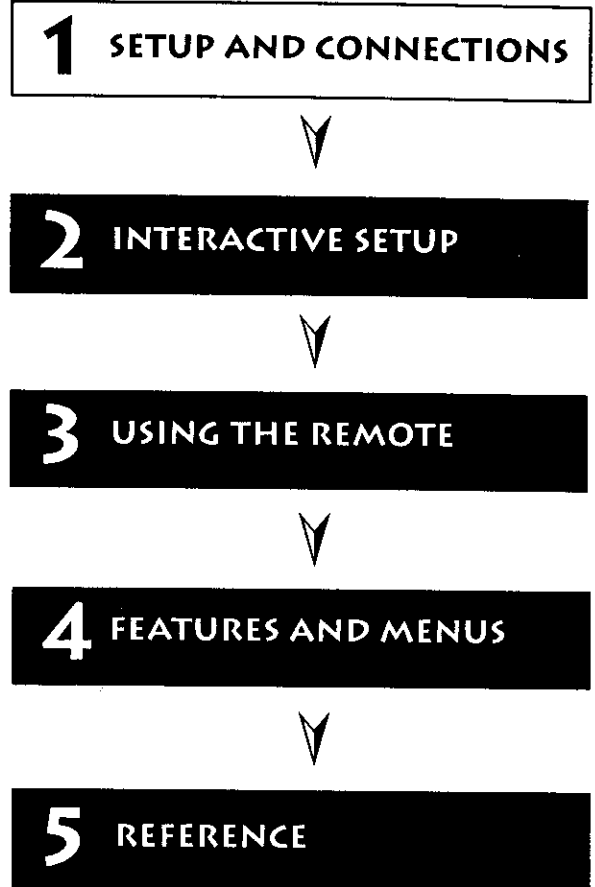 1 SETUP AND CONNECTIONS
2 INTERACTIVE SETUP
3 USING THE REMOTE
4 FEATURES AND MENUS
5 REFERENCE